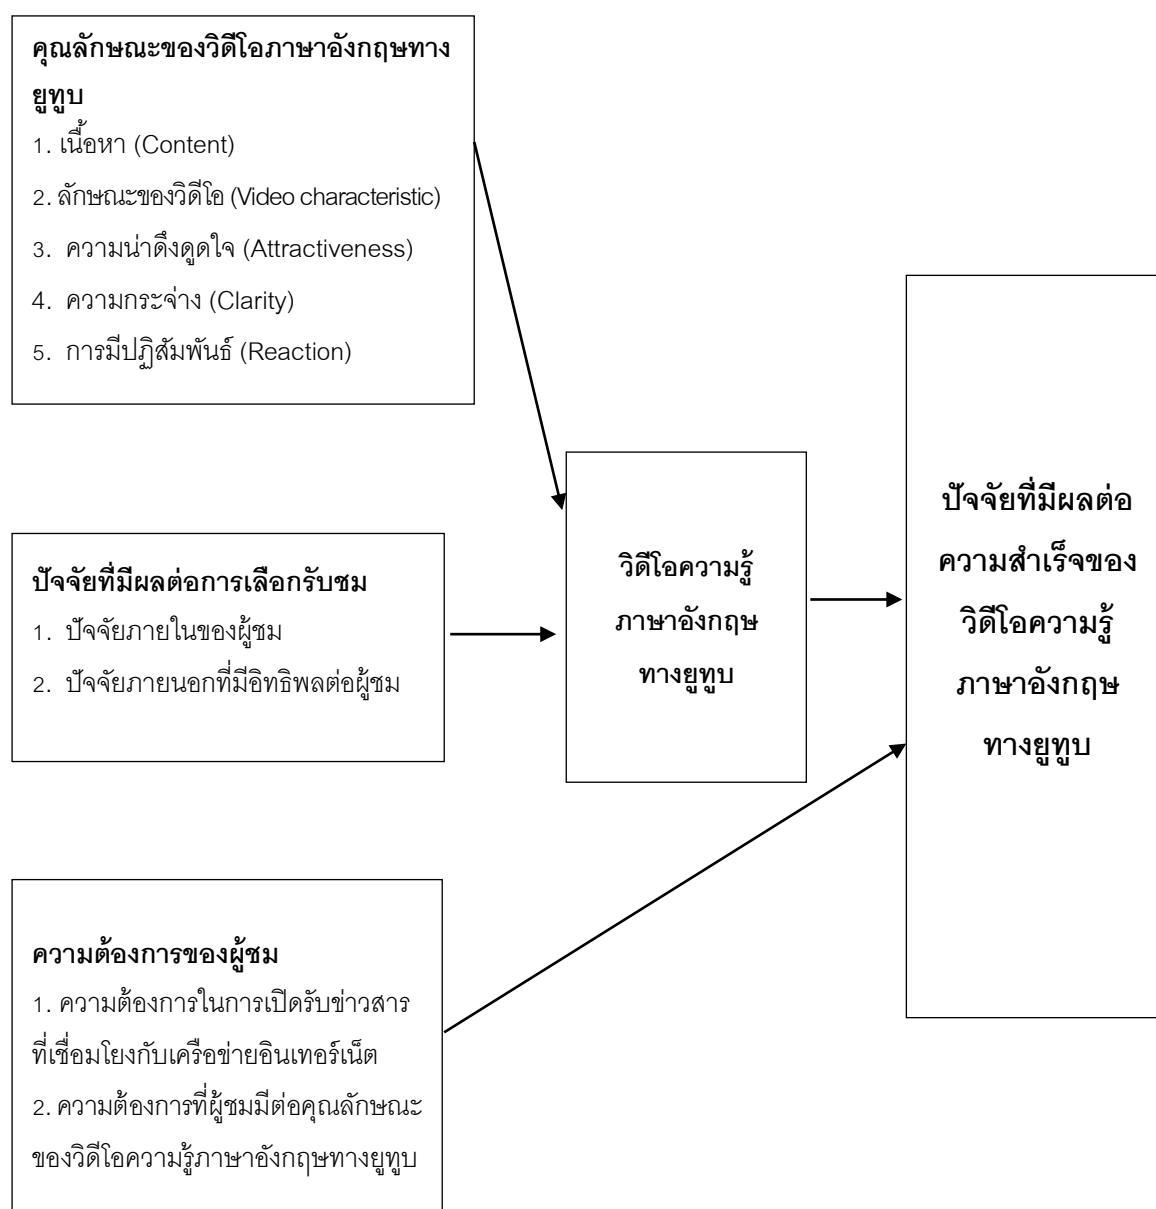 คุณลักษณะของวิดีโอภาษาอังกฤษทาง
ยูทูบ
1. เนื้อหา (Content)
2. ลักษณะของวิดีโอ (Video characteristic)
3. ความน่าดึงดูดใจ (Attractiveness)
4. ความกระจ่าง (Clarity)
5. การมีปฏิสัมพันธ์ (Reaction)
ปัจจัยที่มีผลต่อการเลือกรับชม
1. ปัจจัยภายในของผู้ชม
2. ปัจจัยภายนอกที่มีอิทธิพลต่อผู้ชม
ความต้องการของผู้ชม
1. ความต้องการในการเปิดรับข่าวสาร
ที่เชื่อมโยงกับเครือข่ายอินเทอร์เน็ต
2. ความต้องการที่ผู้ชมมีต่อคุณลักษณะ
ของวิดีโอความรู้ภาษาอังกฤษทางยูทูบ
วิดีโอความรู้
ภาษาอังกฤษ
ทางยูทูบ
ปัจจัยที่มีผลต่อ
ความสำเร็จของ
วิดีโอความรู้
ภาษาอังกฤษ
ทางยูทูบ